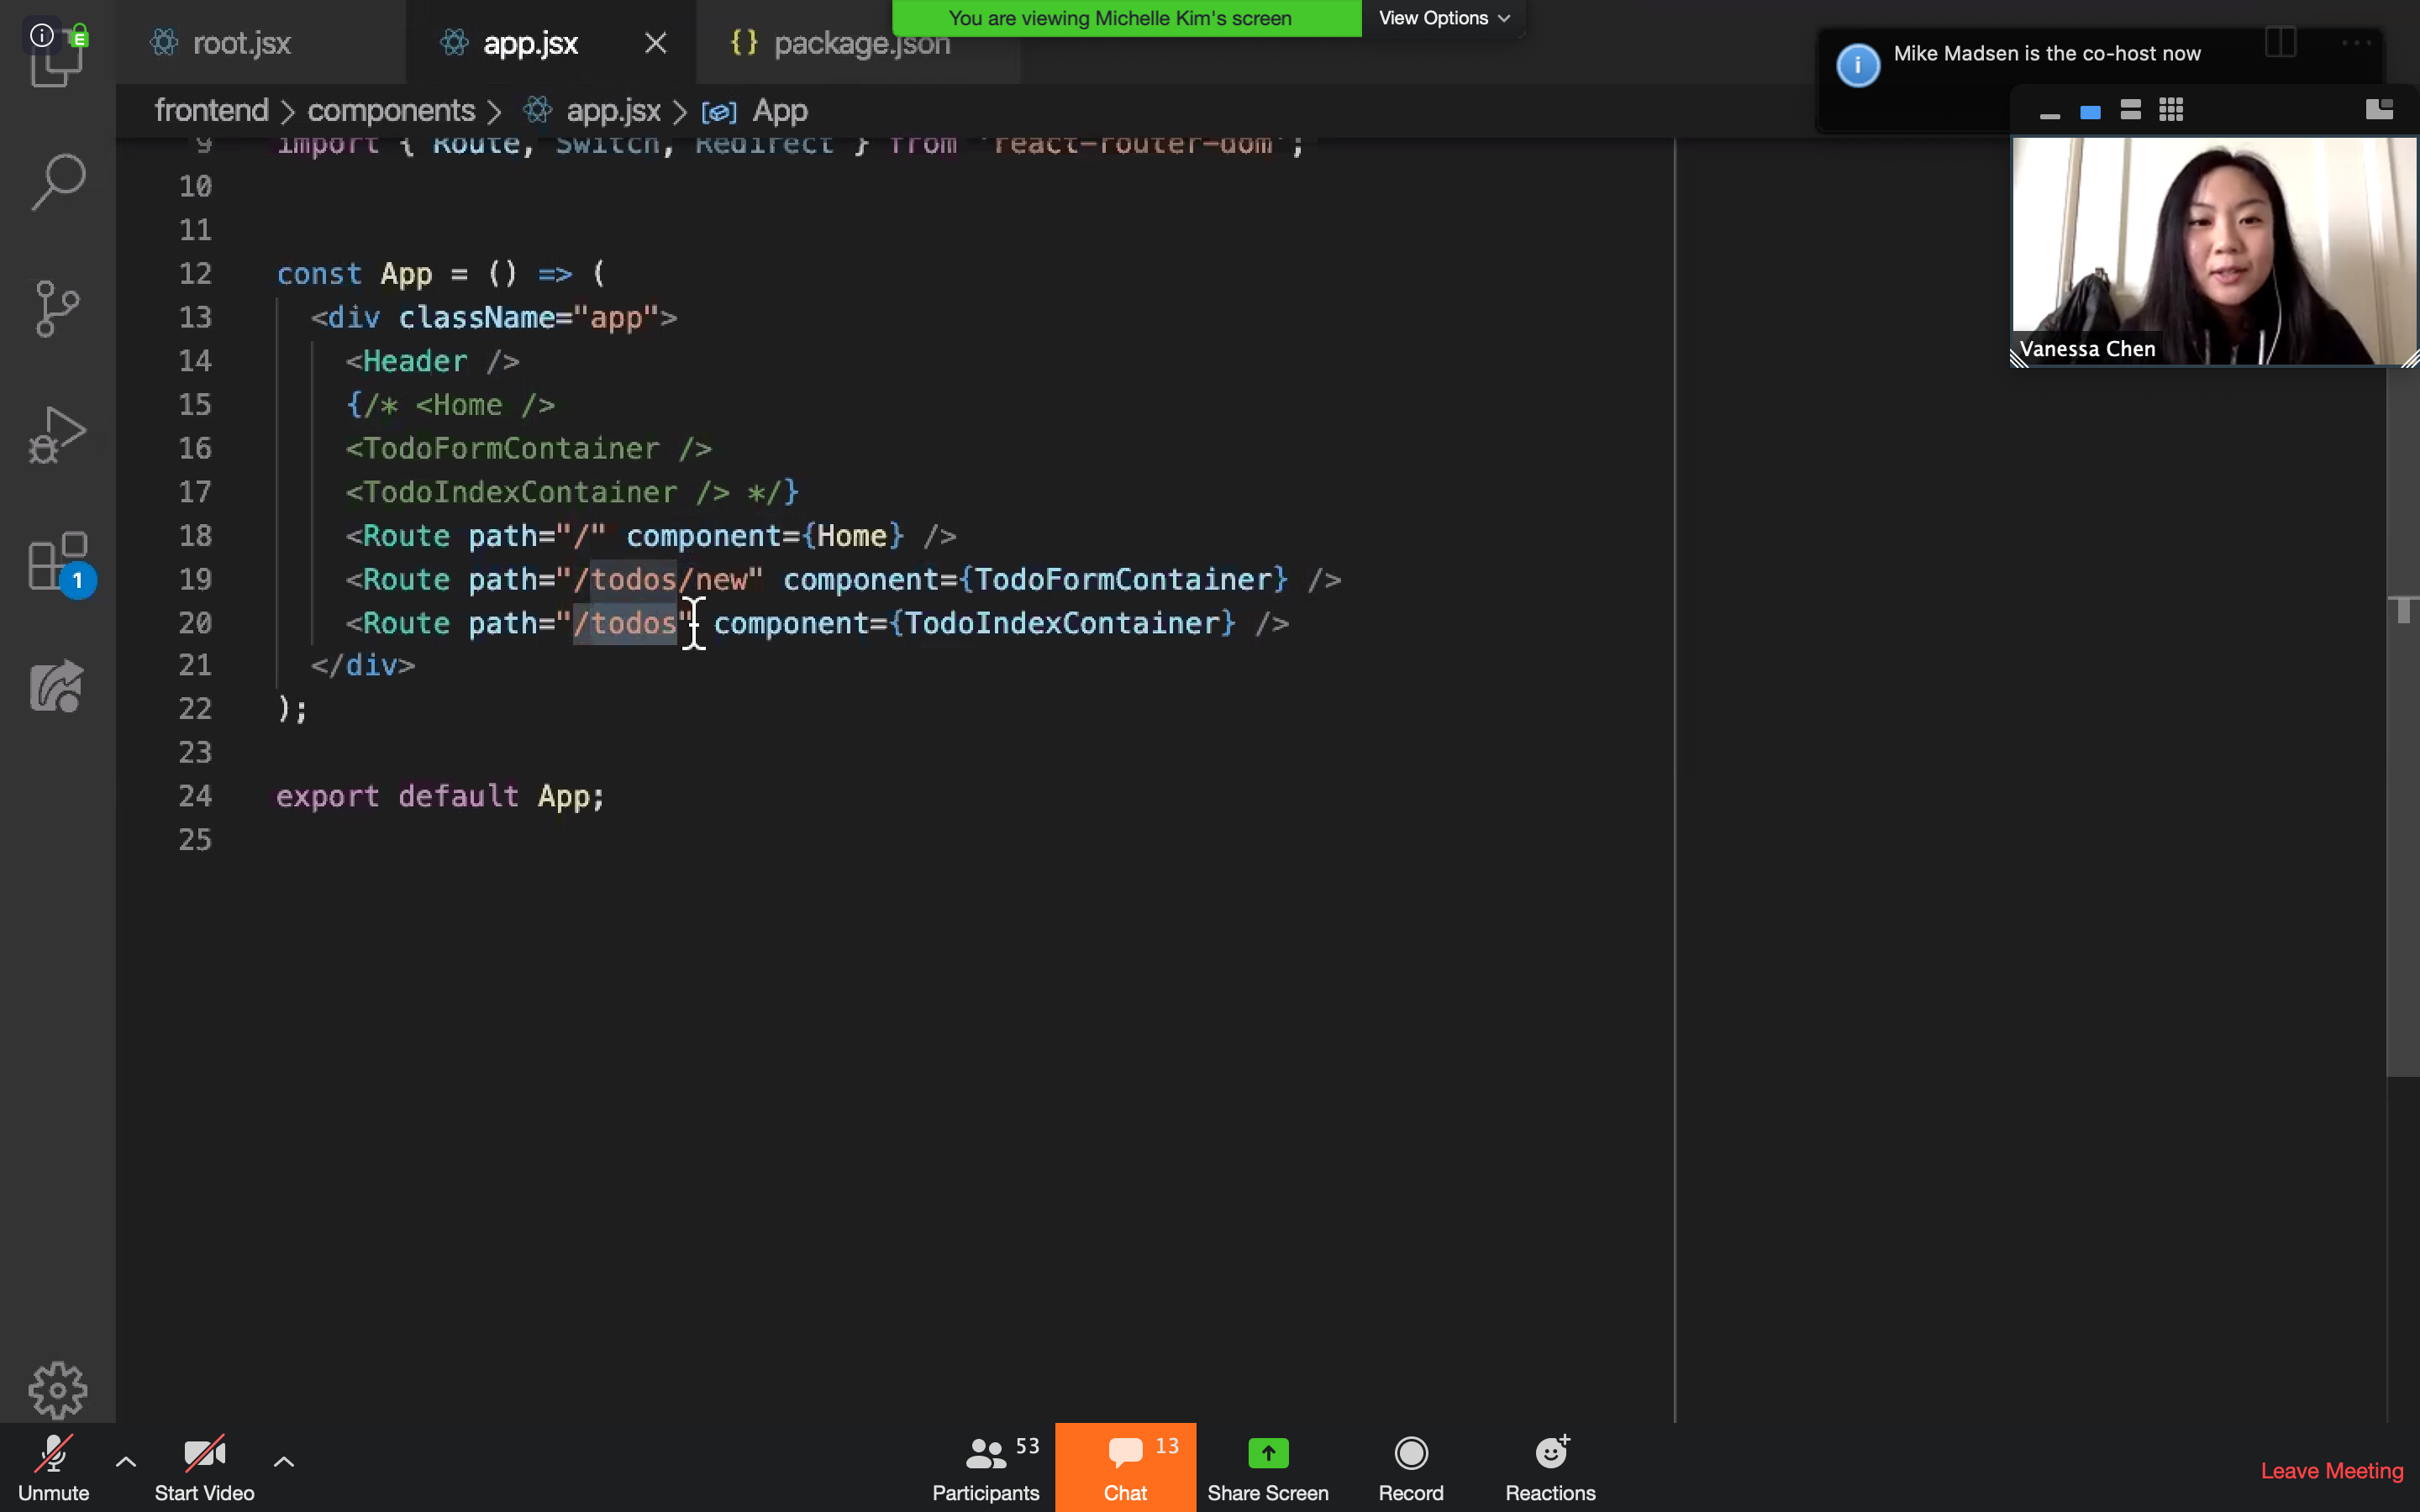 You are viewing Michelle Kim's screen
View Options
root.jsx
app.jsx
{} package.json
Mike Madsen is the co-host now
frontend > components > app.jsx > App
9 import { Route, Switch, Redirect } from 'react-router-dom';
10
11
12 const App = () => (
13 <div className="app">
14 <Header />
15 {/* <Home />
16 <TodoFormContainer />
17 <TodoIndexContainer /> */}
18 <Route path="/" component={Home} />
19 <Route path="/todos/new" component={TodoFormContainer} />
20 <Route path="/todos" component={TodoIndexContainer} />
21 </div>
22 );
23
24 export default App;
25
Vanessa Chen
1
Unmute
Start Video
53
Participants
13
Chat
Share Screen
Record
Reactions
Leave Meeting